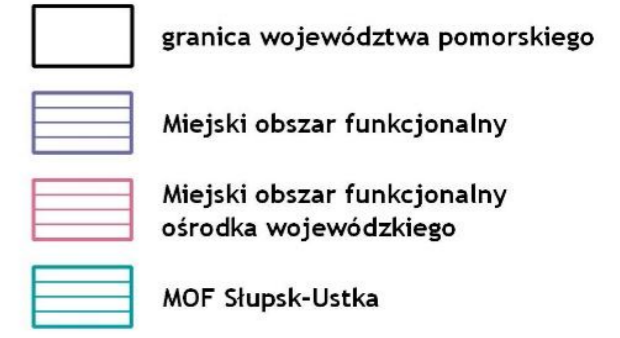 granica województwa pomorskiego
Miejski obszar funkcjonalny
Miejski obszar funkcjonalny
ośrodka wojewódzkiego
MOF Słupsk-Ustka